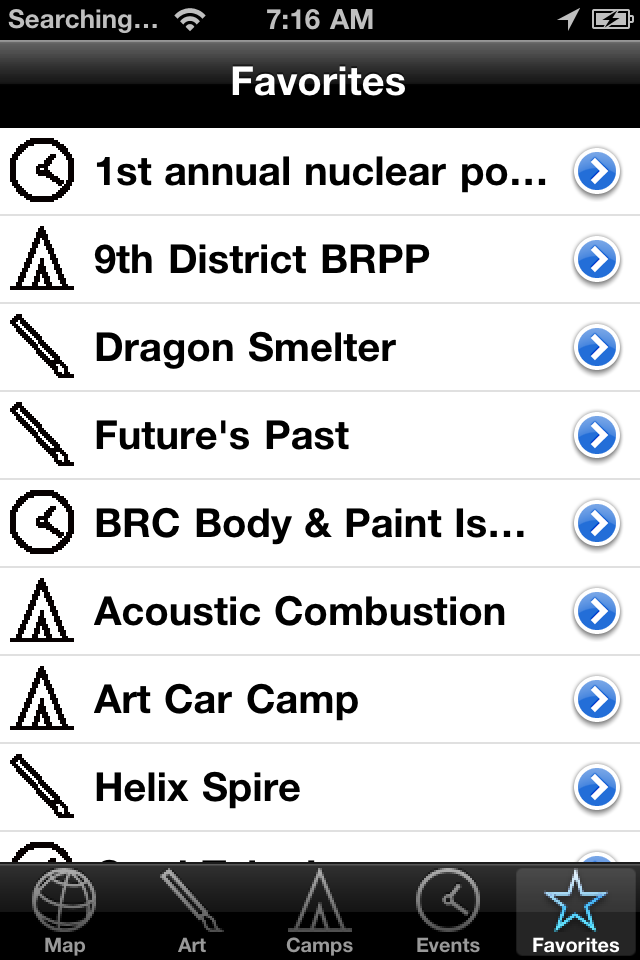 Searching... 7:16 AM
Favorites
1st annual nuclear po...
9th District BRPP
Dragon Smelter
Future's Past
BRC Body & Paint Is...
Acoustic Combustion
Art Car Camp
Helix Spire
Map Art Camps Events Favorites